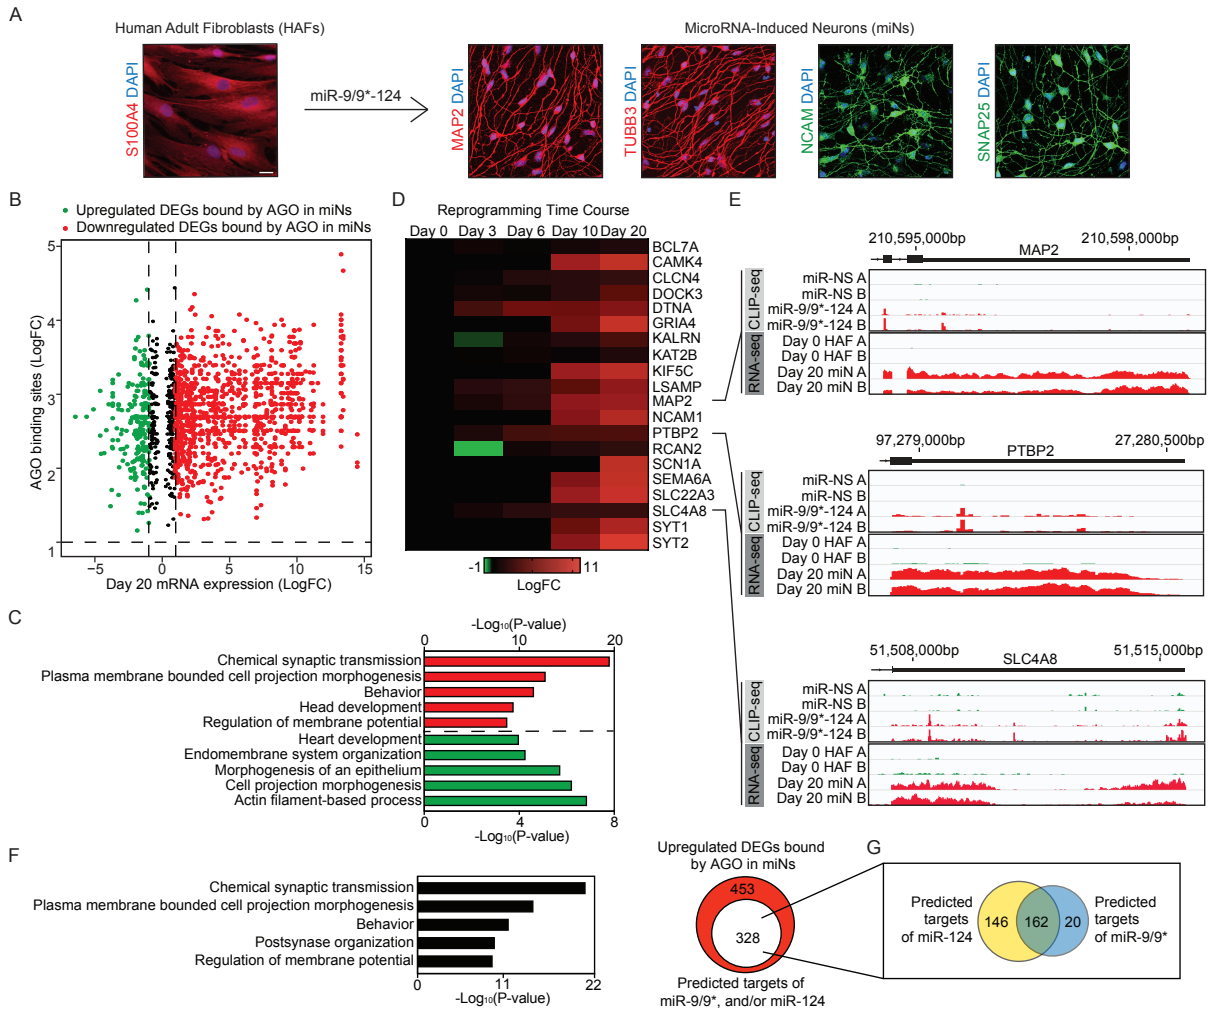 A
Human Adult Fibroblasts (HAFs)
MicroRNA-Induced Neurons (miNs)
S100A4 DAPI
miR-9/9*-124
MAP2 DAPI
TUBB3 DAPI
NCAM DAPI
SNAP25 DAPI
B
Upregulated DEGs bound by AGO in miNs
Downregulated DEGs bound by AGO in miNs
AGO binding sites (LogFC)
5
4
3
2
1
−5 0 5 10 15
Day 20 mRNA expression (LogFC)
D
Reprogramming Time Course
Day 0 Day 3 Day 6 Day 10 Day 20
BCL7A
CAMK4
CLCN4
DOCK3
DTNA
GRIA4
KALRN
KAT2B
KIF5C
LSAMP
MAP2
NCAM1
PTBP2
RCAN2
SCN1A
SEMA6A
SLC22A3
SLC4A8
SYT1
SYT2
-1 11
LogFC
E
210,595,000bp 210,598,000bp
MAP2
CLIP-seq
miR-NS A
miR-NS B
miR-9/9*-124 A
miR-9/9*-124 B
RNA-seq
Day 0 HAF A
Day 0 HAF B
Day 20 miN A
Day 20 miN B
97,279,000bp 27,280,500bp
PTBP2
CLIP-seq
miR-NS A
miR-NS B
miR-9/9*-124 A
miR-9/9*-124 B
RNA-seq
Day 0 HAF A
Day 0 HAF B
Day 20 miN A
Day 20 miN B
51,508,000bp 51,515,000bp
SLC4A8
CLIP-seq
miR-NS A
miR-NS B
miR-9/9*-124 A
miR-9/9*-124 B
RNA-seq
Day 0 HAF A
Day 0 HAF B
Day 20 miN A
Day 20 miN B
C
-Log₁₀(P-value)
0 10 20
Chemical synaptic transmission
Plasma membrane bounded cell projection morphogenesis
Behavior
Head development
Regulation of membrane potential
Heart development
Endomembrane system organization
Morphogenesis of an epithelium
Cell projection morphogenesis
Actin filament-based process
0 4 8
-Log₁₀(P-value)
F
Chemical synaptic transmission
Plasma membrane bounded cell projection morphogenesis
Behavior
Postsynase organization
Regulation of membrane potential
0 11 22
-Log₁₀(P-value)
Upregulated DEGs bound
by AGO in miNs
453
328
Predicted targets of
miR-9/9*, and/or miR-124
G
Predicted
targets
of miR-124
146 162 20
Predicted
targets
of miR-9/9*